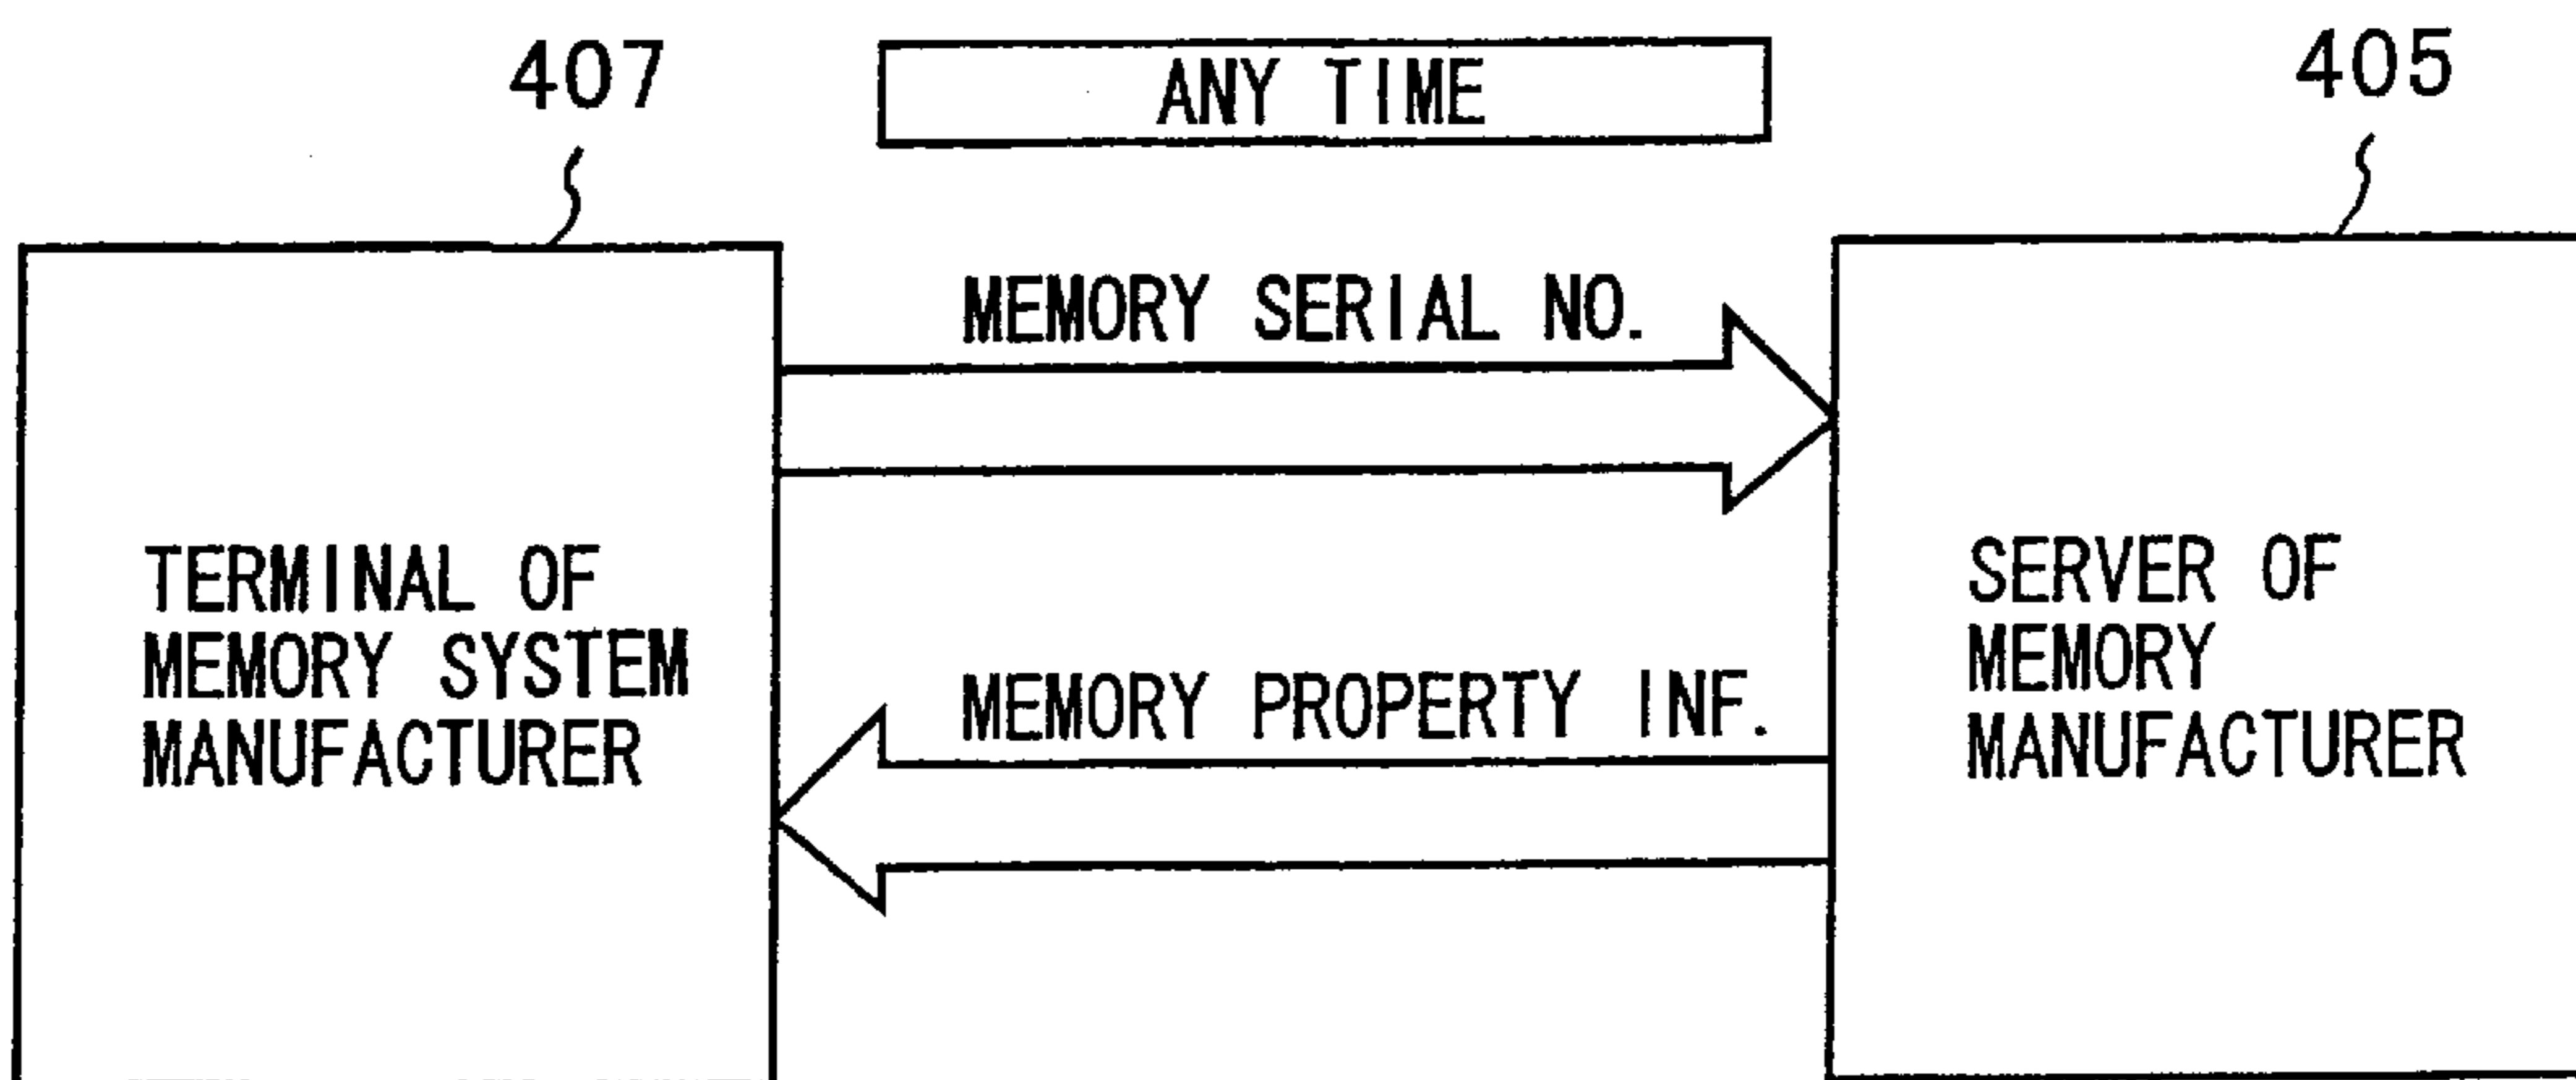 407
ANY TIME
405
MEMORY SERIAL NO.
TERMINAL OF
MEMORY SYSTEM
MANUFACTURER
SERVER OF
MEMORY
MANUFACTURER
MEMORY PROPERTY INF.